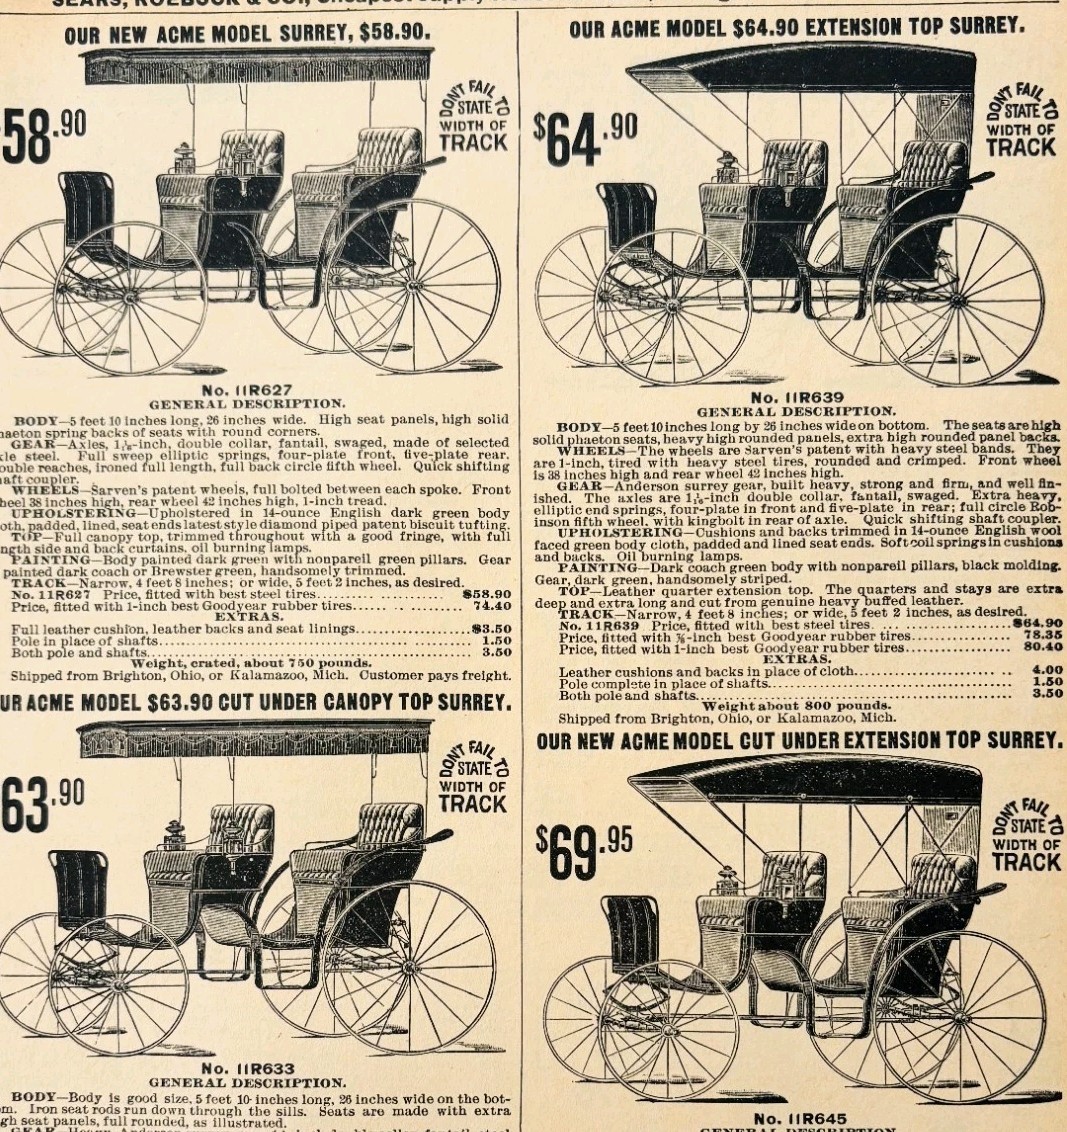 SEARS, ROEBUCK & CO., Cheapest Supply
OUR NEW ACME MODEL SURREY, $58.90.
58.90
DON'T FAIL TO
STATE
WIDTH OF
TRACK
No. 11R627
GENERAL DESCRIPTION.
BODY—5 feet 10 inches long, 26 inches wide. High seat panels, high solid
haeton spring backs of seats with round corners.
GEAR—Axles, 1 1/16-inch, double collar, fantail, swaged, made of selected
xle steel. Full sweep elliptic springs, four-plate front, five-plate rear.
ouble reaches, ironed full length, full back circle fifth wheel. Quick shifting
haft coupler.
WHEELS—Sarven's patent wheels, full bolted between each spoke. Front
heel 38 inches high, rear wheel 42 inches high, 1-inch tread.
UPHOLSTERING—Upholstered in 14-ounce English dark green body
oth, padded, lined, seat ends latest style diamond piped patent biscuit tufting.
TOP—Full canopy top, trimmed throughout with a good fringe, with full
ngth side and back curtains. oil burning lamps.
PAINTING—Body painted dark green with nonpareil green pillars. Gear
painted dark coach or Brewster green, handsomely trimmed.
TRACK—Narrow, 4 feet 8 inches; or wide, 5 feet 2 inches, as desired.
No. 11R627 Price, fitted with best steel tires.......................$58.90
Price, fitted with 1-inch best Goodyear rubber tires.................. 74.40
EXTRAS.
Full leather cushion, leather backs and seat linings....................$3.50
Pole in place of shafts.............................................. 1.50
Both pole and shafts............................................... 3.50
Weight, crated, about 750 pounds.
Shipped from Brighton, Ohio, or Kalamazoo, Mich. Customer pays freight.
UR ACME MODEL $63.90 CUT UNDER CANOPY TOP SURREY.
63.90
DON'T FAIL TO
STATE
WIDTH OF
TRACK
No. 11R633
GENERAL DESCRIPTION.
BODY—Body is good size, 5 feet 10 inches long, 26 inches wide on the bot-
m. Iron seat rods run down through the sills. Seats are made with extra
gh seat panels, full rounded, as illustrated.
OUR ACME MODEL $64.90 EXTENSION TOP SURREY.
$64.90
DON'T FAIL TO
STATE
WIDTH OF
TRACK
No. 11R639
GENERAL DESCRIPTION.
BODY—5 feet 10 inches long by 26 inches wide on bottom. The seats are high
solid phaeton seats, heavy high rounded panels, extra high rounded panel backs.
WHEELS—The wheels are Sarven's patent with heavy steel bands. They
are 1-inch, tired with heavy steel tires, rounded and crimped. Front wheel
is 38 inches high and rear wheel 42 inches high.
GEAR—Anderson surrey gear, built heavy, strong and firm, and well fin-
ished. The axles are 1 1/16-inch double collar, fantail, swaged. Extra heavy,
elliptic end springs, four-plate in front and five-plate in rear; full circle Rob-
inson fifth wheel, with kingbolt in rear of axle. Quick shifting shaft coupler.
UPHOLSTERING—Cushions and backs trimmed in 14-ounce English wool
faced green body cloth, padded and lined seat ends. Soft coil springs in cushions
and backs. Oil burning lamps.
PAINTING—Dark coach green body with nonpareil pillars, black molding.
Gear, dark green, handsomely striped.
TOP—Leather quarter extension top. The quarters and stays are extra
deep and extra long and cut from genuine heavy buffed leather.
TRACK—Narrow, 4 feet 8 inches; or wide, 5 feet 2 inches, as desired.
No. 11R639 Price, fitted with best steel tires.......................$64.90
Price, fitted with ⅞-inch best Goodyear rubber tires................. 78.35
Price, fitted with 1-inch best Goodyear rubber tires.................. 80.40
EXTRAS.
Leather cushions and backs in place of cloth........................ 4.00
Pole complete in place of shafts..................................... 1.50
Both pole and shafts................................................ 3.50
Weight about 800 pounds.
Shipped from Brighton, Ohio, or Kalamazoo, Mich.
OUR NEW ACME MODEL CUT UNDER EXTENSION TOP SURREY.
$69.95
DON'T FAIL TO
STATE
WIDTH OF
TRACK
No. 11R645
GENERAL DESCRIPTION